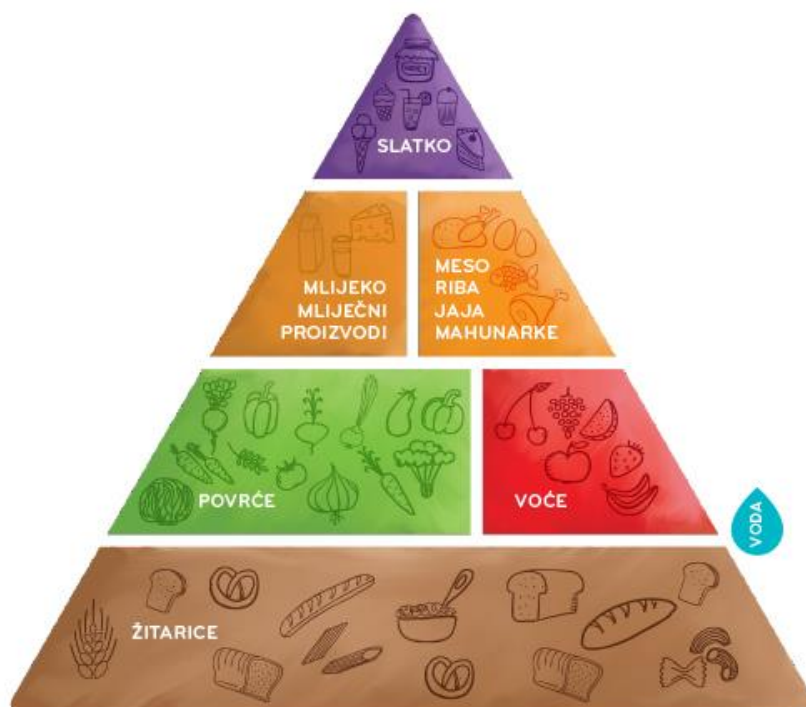 SLATKO
MLIJEKO
MLIJEČNI
PROIZVODI
MESO
RIBA
JAJA
MAHUNARKE
POVRĆE
VOĆE
VODA
ŽITARICE